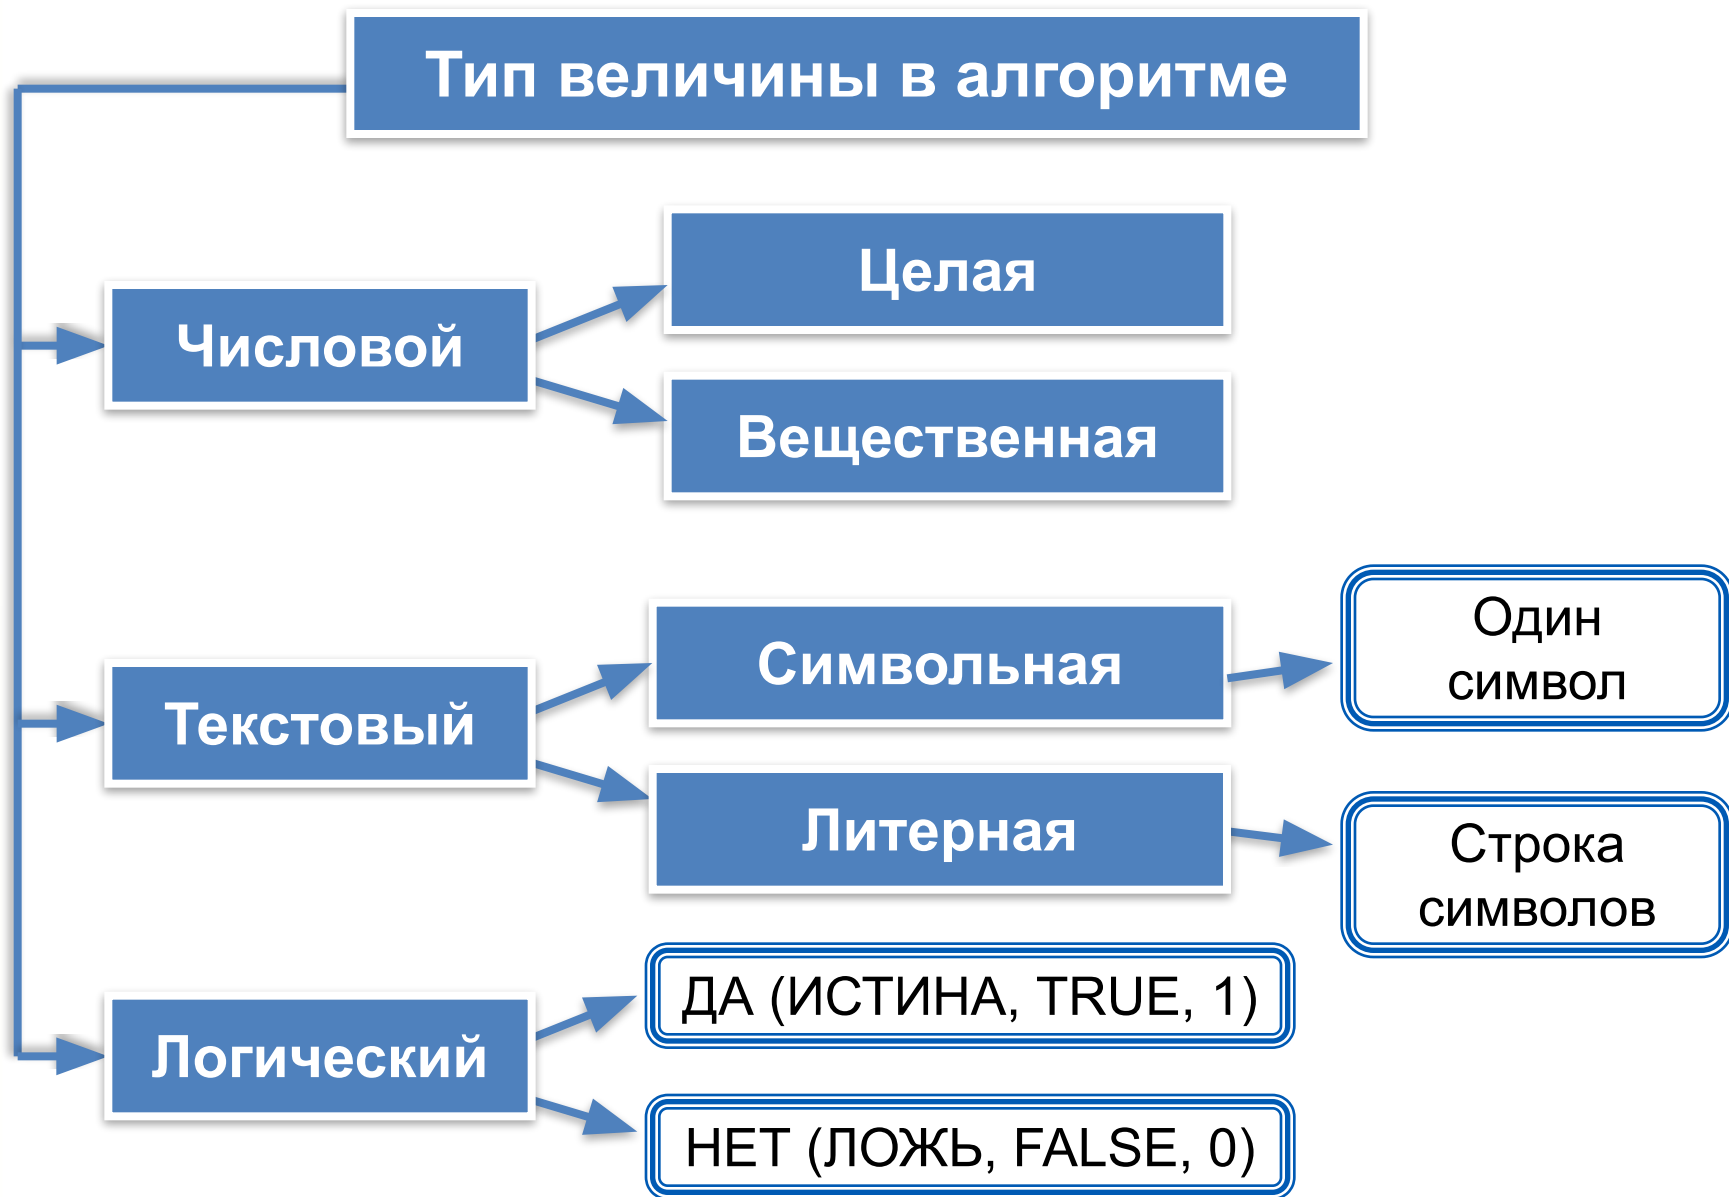 Тип величины в алгоритме
Числовой
Целая
Вещественная
Текстовый
Символьная
Один
символ
Литерная
Строка
символов
Логический
ДА (ИСТИНА, TRUE, 1)
НЕТ (ЛОЖЬ, FALSE, 0)